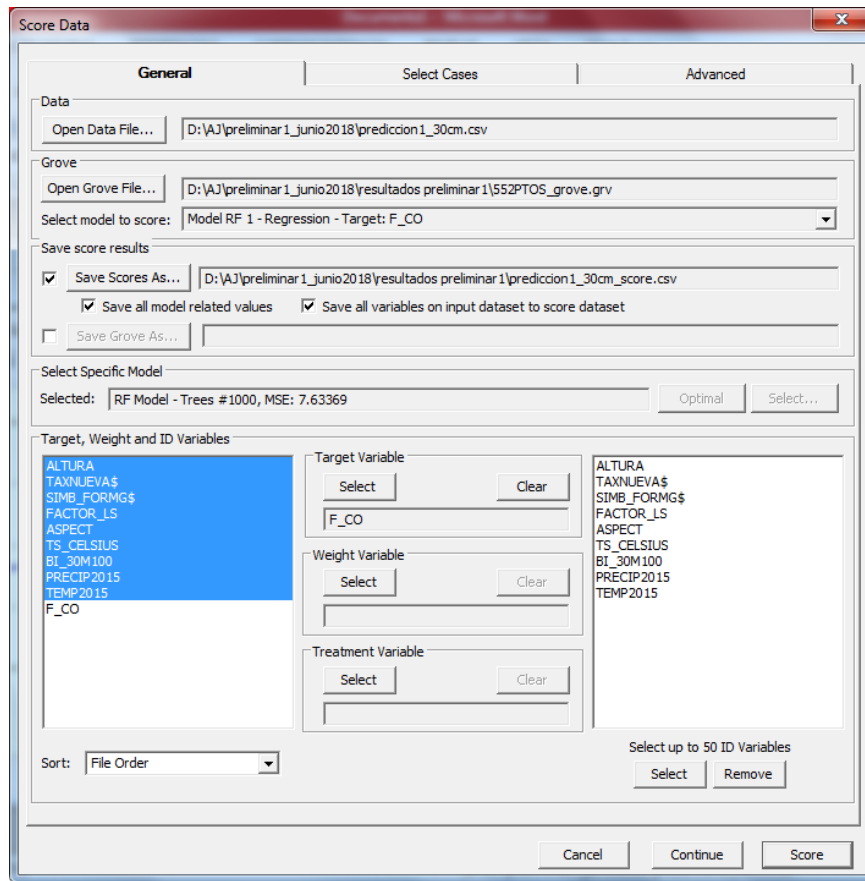 Score Data
General Select Cases Advanced
Data
Open Data File... D:\AJ\preliminar1_junio2018\prediccion1_30cm.csv
Grove
Open Grove File... D:\AJ\preliminar1_junio2018\resultados preliminar1\552PTOS_grove.grv
Select model to score: Model RF 1 - Regression - Target: F_CO
Save score results
Save Scores As... D:\AJ\preliminar1_junio2018\resultados preliminar1\prediccion1_30cm_score.csv
Save all model related values Save all variables on input dataset to score dataset
Save Grove As...
Select Specific Model
Selected: RF Model - Trees #1000, MSE: 7.63369 Optimal Select...
Target, Weight and ID Variables
ALTURA
TAXNUEVA$
SIMB_FORMG$
FACTOR_LS
ASPECT
TS_CELSIUS
BI_30M100
PRECIP2015
TEMP2015
F_CO
Sort: File Order
Target Variable
Select Clear
F_CO
Weight Variable
Select Clear
Treatment Variable
Select Clear
ALTURA
TAXNUEVA$
SIMB_FORMG$
FACTOR_LS
ASPECT
TS_CELSIUS
BI_30M100
PRECIP2015
TEMP2015
Select up to 50 ID Variables
Select Remove
Cancel Continue Score